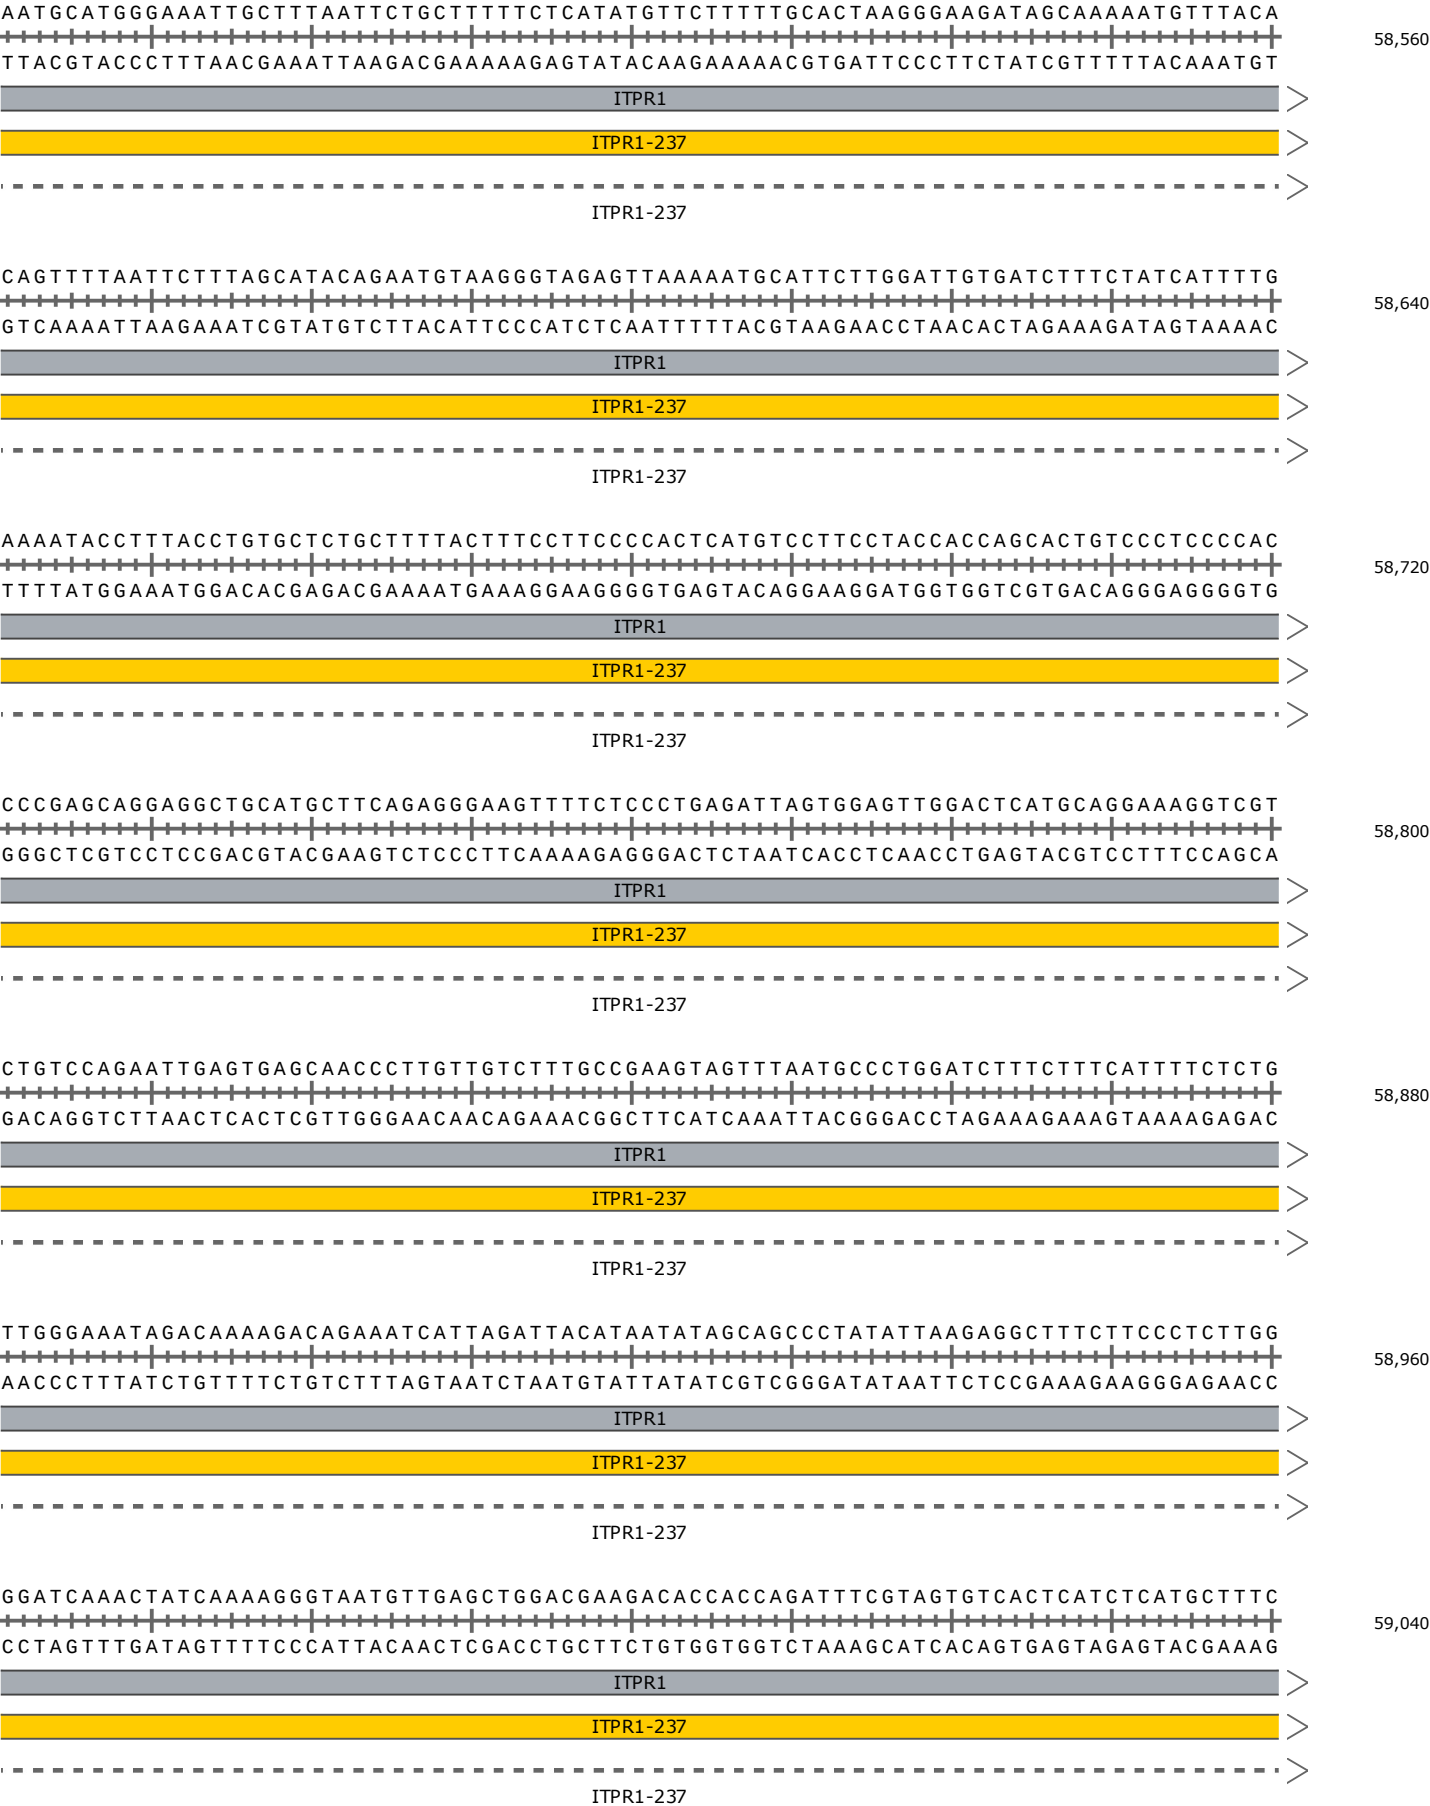 AATGCATGGGAAATTGCTTTAATTCTGCTTTTTCTCATATGTTCTTTTTGCACTAAGGGAAGATAGCAAAAATGTTTACA
58,560
TTACGTACCCTTTAACGAAATTAAGACGAAAAAGAGTATACAAGAAAAACGTGATTCCCTTCTATCGTTTTTACAAATGT
ITPR1
ITPR1-237
ITPR1-237
CAGTTTTAATTCTTTAGCATACAGAATGTAAGGGTAGAGTTAAAAATGCATTCTTGGATTGTGATCTTTCTATCATTTTG
58,640
GTCAAAATTAAGAAATCGTATGTCTTACATTCCCATCTCAATTTTTACGTAAGAACCTAACACTAGAAAGATAGTAAAAC
ITPR1
ITPR1-237
ITPR1-237
AAAATACCTTTACCTGTGCTCTGCTTTTACTTTCCTTCCCCACTCATGTCCTTCCTACCACCAGCACTGTCCCTCCCCAC
58,720
TTTTATGGAAATGGACACGAGACGAAAATGAAAGGAAGGGGTGAGTACAGGAAGGATGGTGGTCGTGACAGGGAGGGGTG
ITPR1
ITPR1-237
ITPR1-237
CCCGAGCAGGAGGCTGCATGCTTCAGAGGGAAGTTTTCTCCCTGAGATTAGTGGAGTTGGACTCATGCAGGAAAGGTCGT
58,800
GGGCTCGTCCTCCGACGTACGAAGTCTCCCTTCAAAAGAGGGACTCTAATCACCTCAACCTGAGTACGTCCTTTCCAGCA
ITPR1
ITPR1-237
ITPR1-237
CTGTCCAGAATTGAGTGAGCAACCCTTGTTGTCTTTGCCGAAGTAGTTTAATGCCCTGGATCTTTCTTTCATTTTCTCTG
58,880
GACAGGTCTTAACTCACTCGTTGGGAACAACAGAAACGGCTTCATCAAATTACGGGACCTAGAAAGAAAGTAAAAGAGAC
ITPR1
ITPR1-237
ITPR1-237
TTGGGAAATAGACAAAAGACAGAAATCATTAGATTACATAATATAGCAGCCCTATATTAAGAGGCTTTCTTCCCTCTTGG
58,960
AACCCTTTATCTGTTTTCTGTCTTTAGTAATCTAATGTATTATATCGTCGGGATATAATTCTCCGAAAGAAGGGAGAACC
ITPR1
ITPR1-237
ITPR1-237
GGATCAAACTATCAAAAGGGTAATGTTGAGCTGGACGAAGACACCACCAGATTTCGTAGTGTCACTCATCTCATGCTTTC
59,040
CCTAGTTTGATAGTTTTCCCATTACAACTCGACCTGCTTCTGTGGTGGTCTAAAGCATCACAGTGAGTAGAGTACGAAAG
ITPR1
ITPR1-237
ITPR1-237